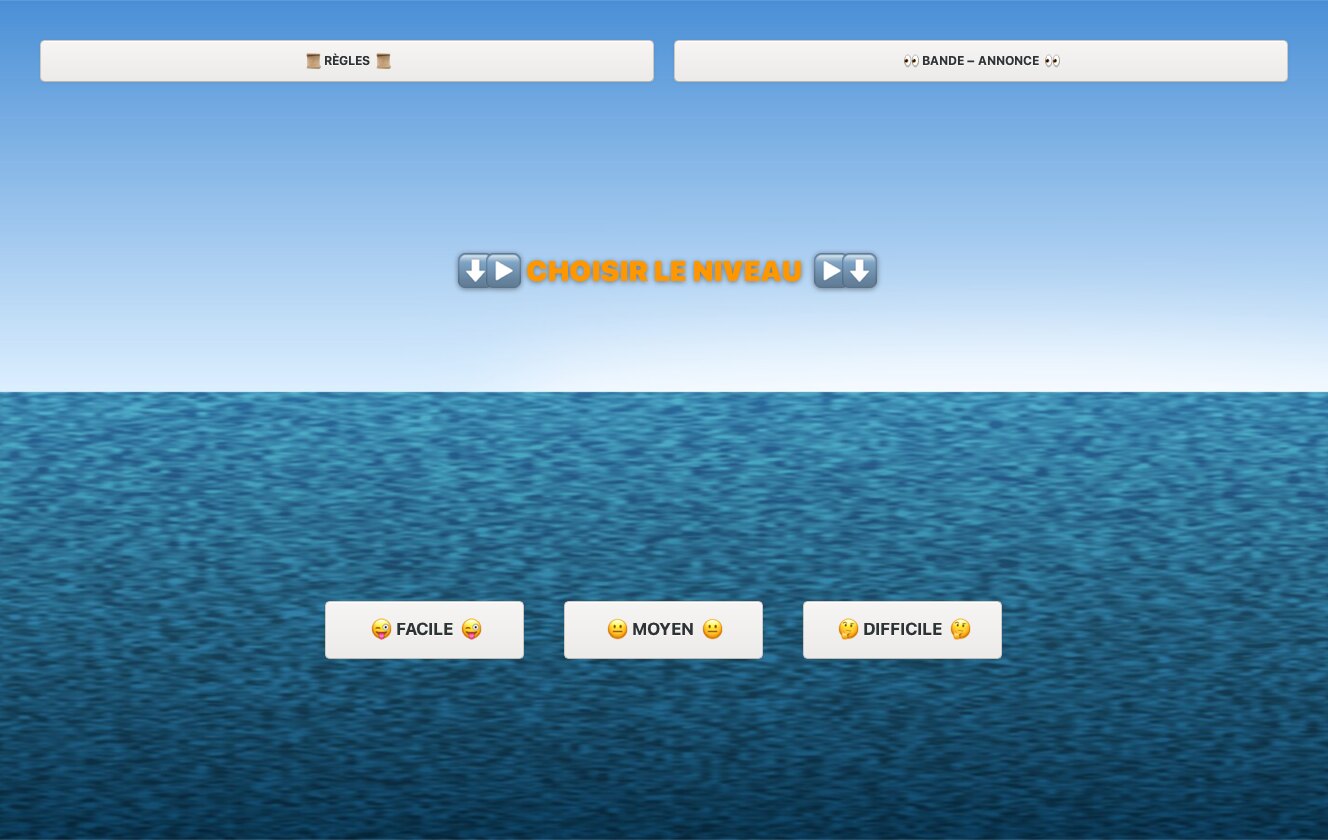 📜 RÈGLES 📜
👀 BANDE – ANNONCE 👀
⬇️▶️ CHOISIR LE NIVEAU ▶️⬇️
😜 FACILE 😜
😐 MOYEN 😐
🤔 DIFFICILE 🤔